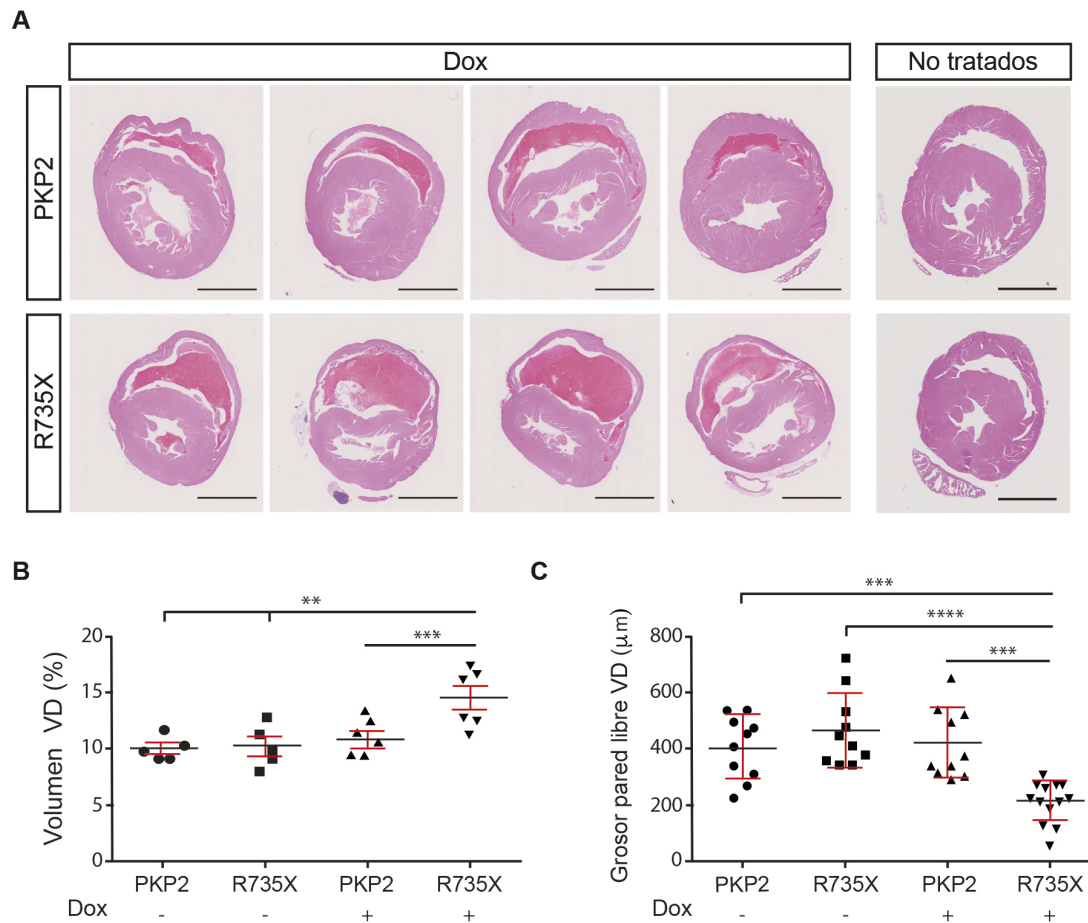 A
Dox
No tratados
PKP2
R735X
B
**
***
20
15
10
5
0
Volumen VD (%)
PKP2
R735X
PKP2
R735X
Dox
-
-
+
+
C
***
****
***
800
600
400
200
0
Grosor pared libre VD (μm)
PKP2
R735X
PKP2
R735X
Dox
-
-
+
+